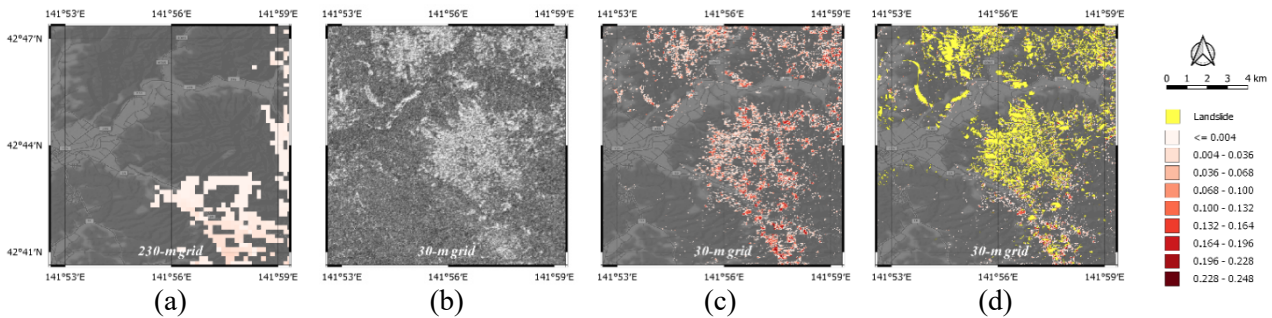 141°53'E 141°56'E 141°59'E 141°53'E 141°56'E 141°59'E 141°53'E 141°56'E 141°59'E 141°53'E 141°56'E 141°59'E
42°47'N
42°44'N
42°41'N
230-m grid 30-m grid 30-m grid 30-m grid
141°53'E 141°56'E 141°59'E 141°53'E 141°56'E 141°59'E 141°53'E 141°56'E 141°59'E 141°53'E 141°56'E 141°59'E
(a) (b) (c) (d)
0 1 2 3 4 km
Landslide
<= 0.004
0.004 - 0.036
0.036 - 0.068
0.068 - 0.100
0.100 - 0.132
0.132 - 0.164
0.164 - 0.196
0.196 - 0.228
0.228 - 0.248